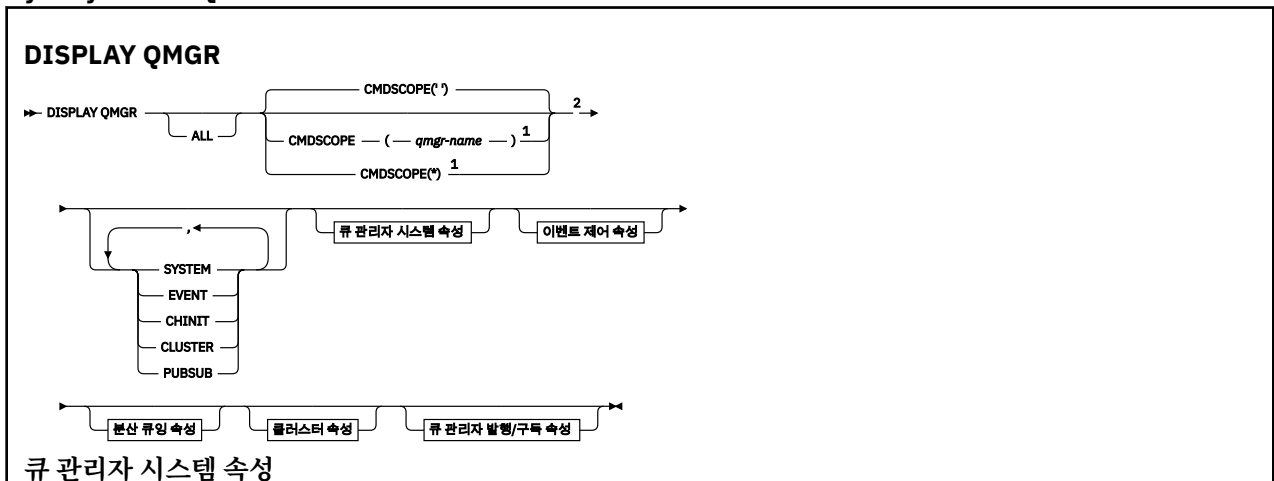 DISPLAY QMGR
CMDSCOPE(' ')
DISPLAY QMGR
2
ALL
CMDSCOPE ( qmgr-name ) 1
CMDSCOPE(*) 1
,
큐 관리자 시스템 속성
이벤트 제어 속성
SYSTEM
EVENT
CHINIT
CLUSTER
PUBSUB
분산 큐잉 속성
클러스터 속성
큐 관리자 발행/구독 속성
큐 관리자 시스템 속성